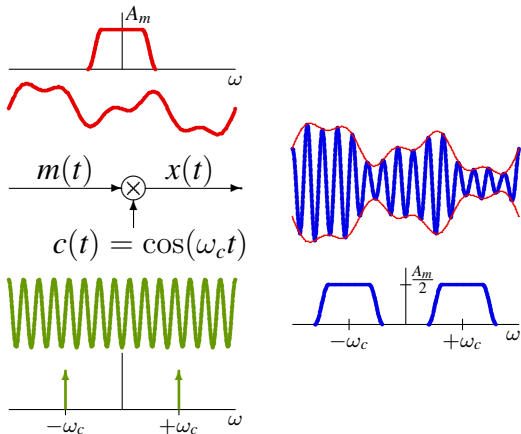 A_m
ω
m(t) × x(t)
c(t) = cos(ω_c t)
−ω_c +ω_c ω
A_m/2
−ω_c +ω_c ω